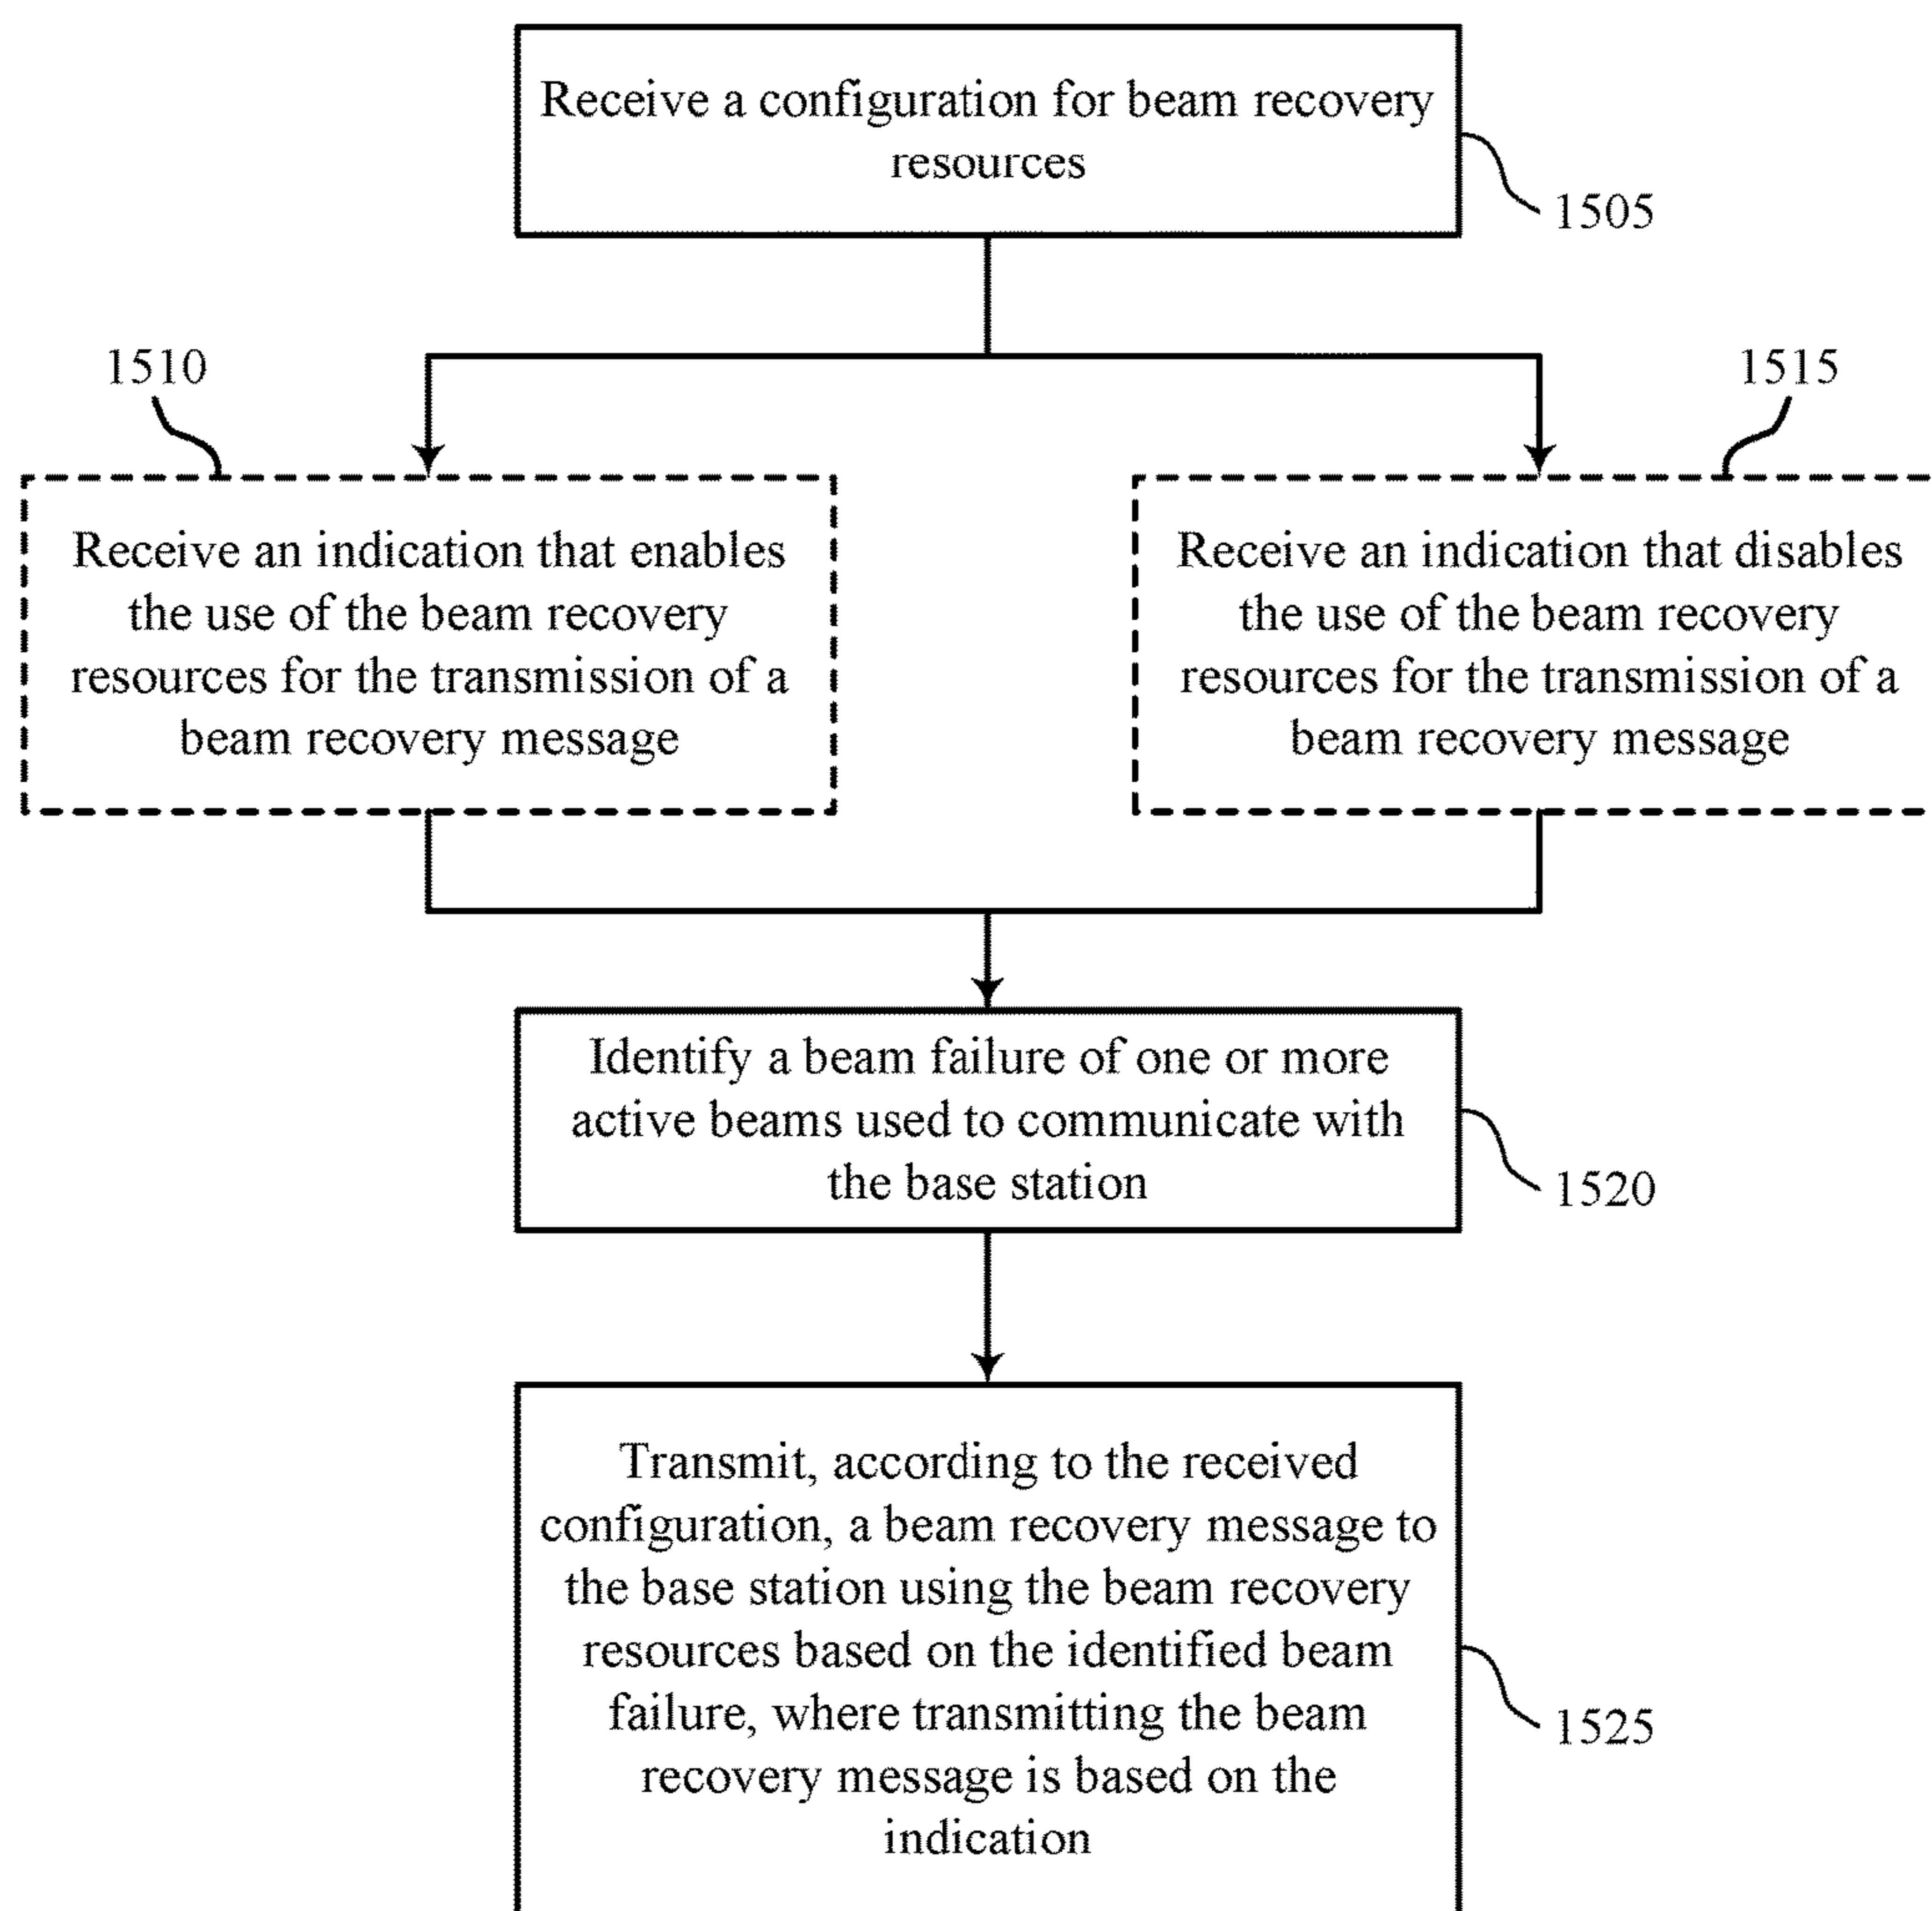 Receive a configuration for beam recovery
resources
1505
1510
1515
Receive an indication that enables
the use of the beam recovery
resources for the transmission of a
beam recovery message
Receive an indication that disables
the use of the beam recovery
resources for the transmission of a
beam recovery message
Identify a beam failure of one or more
active beams used to communicate with
the base station
1520
Transmit, according to the received
configuration, a beam recovery message to
the base station using the beam recovery
resources based on the identified beam
failure, where transmitting the beam
recovery message is based on the
indication
1525